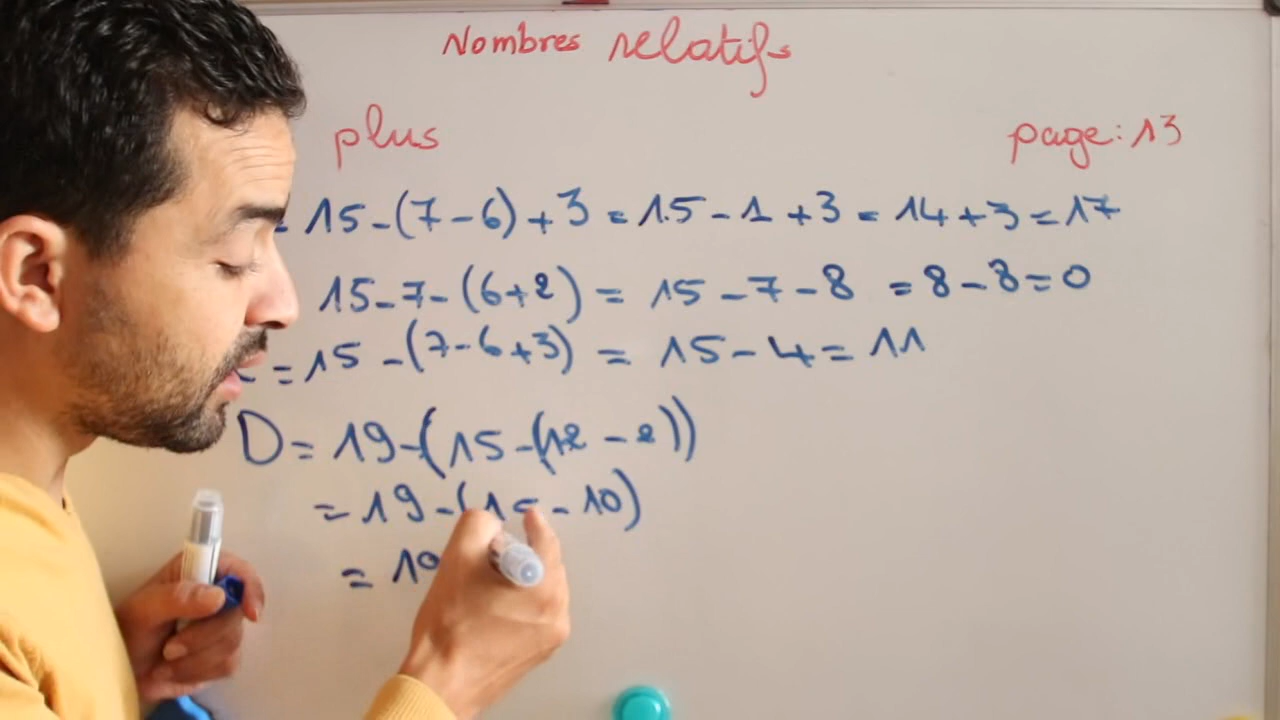 Nombres relatifs
plus
page: 13
= 15-(7-6)+3 = 15-1+3 = 14+3 = 17
15-7-(6+2) = 15-7-8 = 8-8=0
= 15-(7-6+3) = 15-4 = 11
D = 19-(15-(12-2))
= 19-(15-10)
= 19